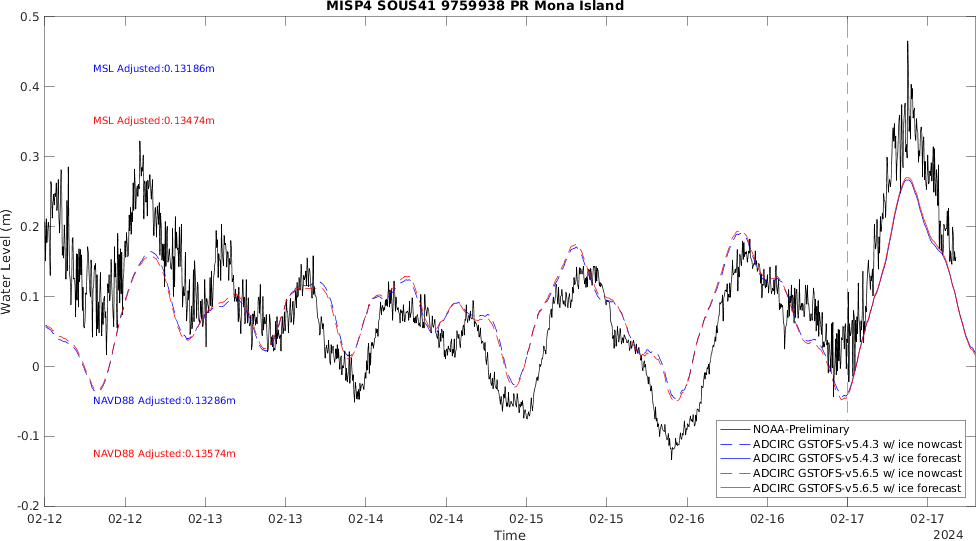 MISP4 SOUS41 9759938 PR Mona Island
0.5
0.4
0.3
0.2
0.1
0
-0.1
-0.2
Water Level (m)
MSL Adjusted:0.13186m
MSL Adjusted:0.13474m
NAVD88 Adjusted:0.13286m
NAVD88 Adjusted:0.13574m
NOAA-Preliminary
ADCIRC GSTOFS-v5.4.3 w/ ice nowcast
ADCIRC GSTOFS-v5.4.3 w/ ice forecast
ADCIRC GSTOFS-v5.6.5 w/ ice nowcast
ADCIRC GSTOFS-v5.6.5 w/ ice forecast
02-12 02-12 02-13 02-13 02-14 02-14 02-15 02-15 02-16 02-16 02-17 02-17
Time
2024